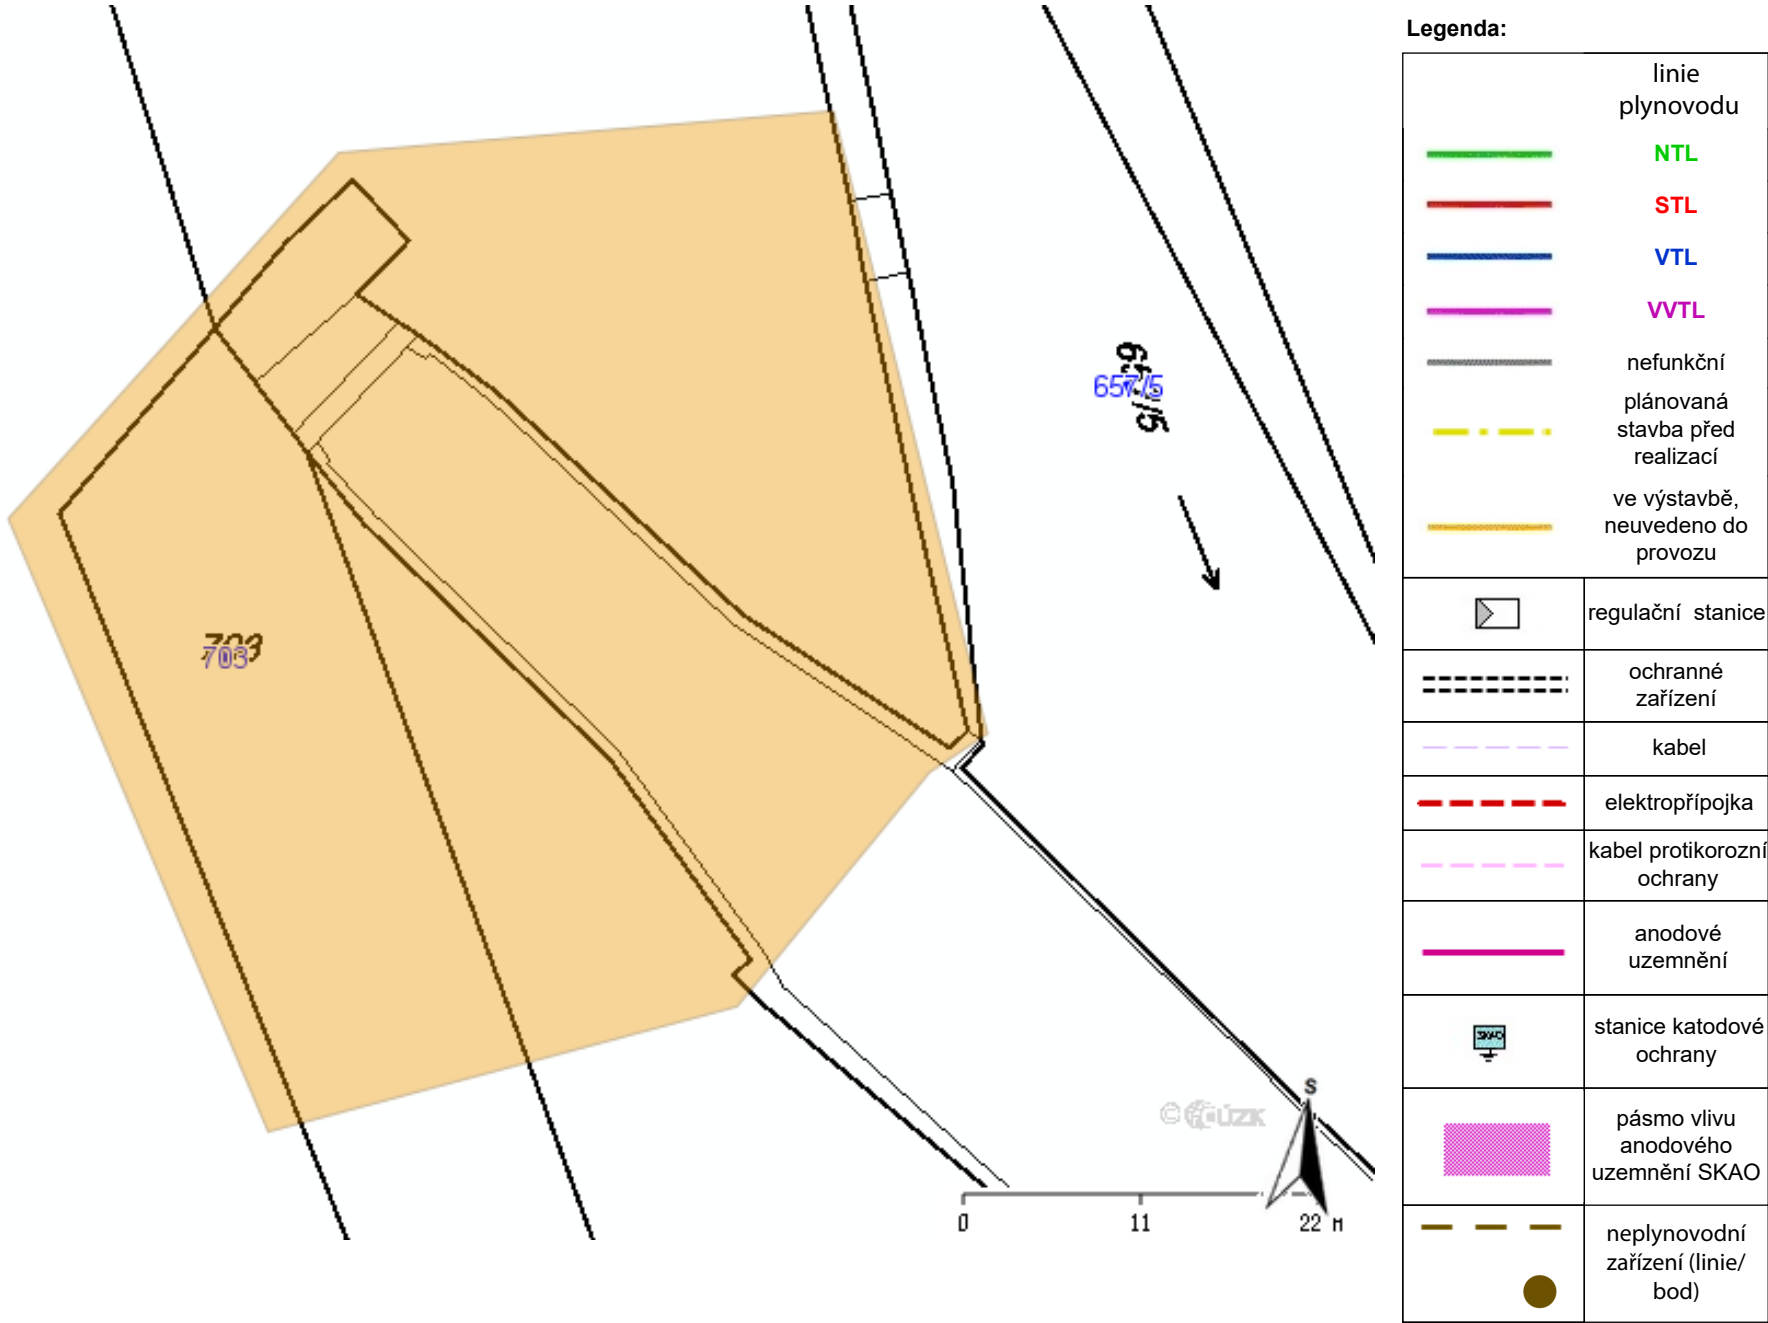 Legenda:
linie
plynovodu
NTL
STL
VTL
VVTL
nefunkční
plánovaná
stavba před
realizací
ve výstavbě,
neuvedeno do
provozu
regulační stanice
ochranné
zařízení
kabel
elektropřípojka
kabel protikorozní
ochrany
anodové
uzemnění
SKAO
stanice katodové
ochrany
pásmo vlivu
anodového
uzemnění SKAO
neplynovodní
zařízení (linie/
bod)
657/5
657/5
703
703
© ČÚZK
S
0 11 22 M